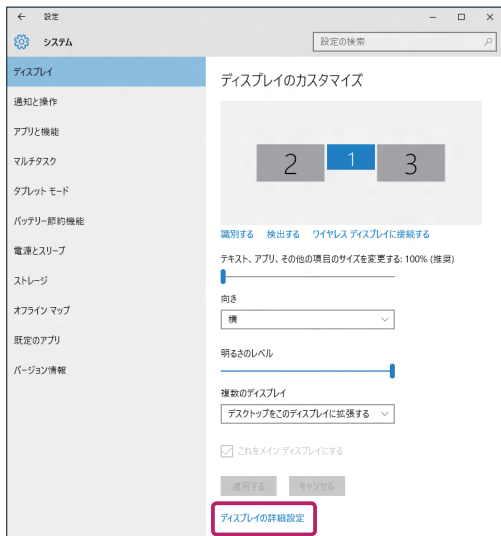 設定
システム
設定の検索
ディスプレイ
通知と操作
アプリと機能
マルチタスク
タブレット モード
バッテリー節約機能
電源とスリープ
ストレージ
オフライン マップ
既定のアプリ
バージョン情報
ディスプレイのカスタマイズ
2 1 3
識別する 検出する ワイヤレス ディスプレイに接続する
テキスト、アプリ、その他の項目のサイズを変更する: 100% (推奨)
向き
横
明るさのレベル
複数のディスプレイ
デスクトップをこのディスプレイに拡張する
これをメイン ディスプレイにする
適用する キャンセル
ディスプレイの詳細設定